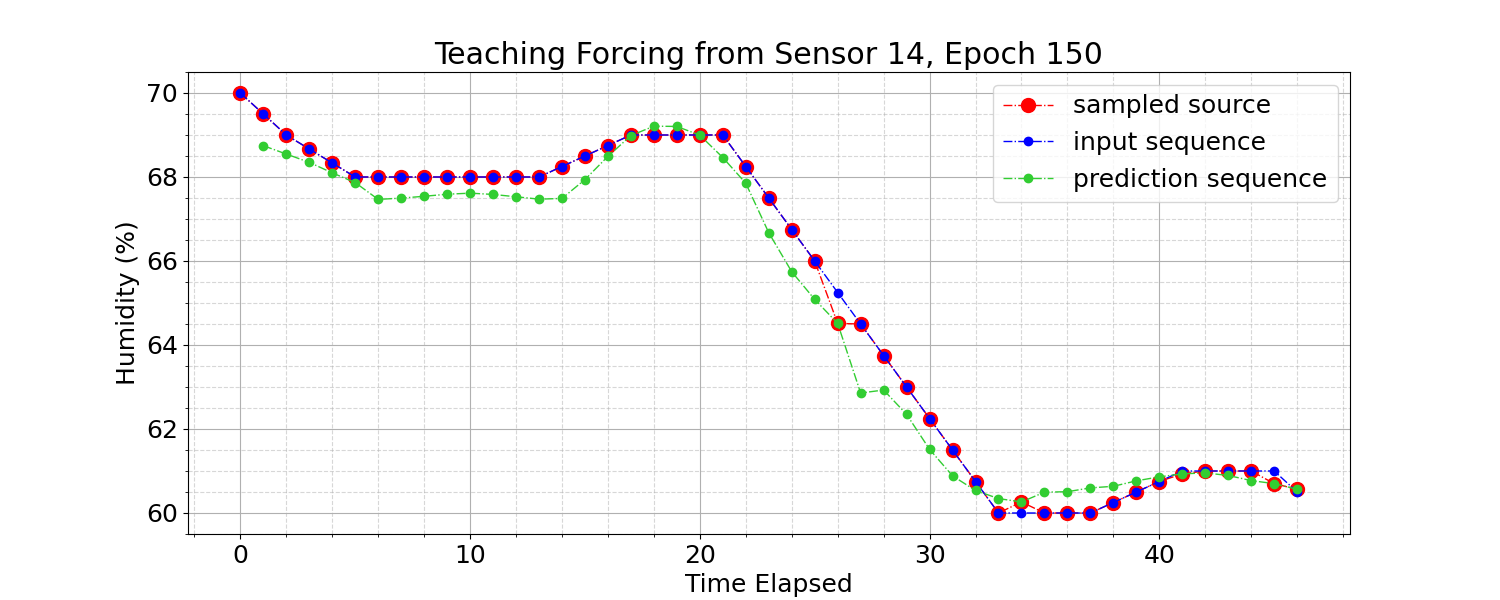 Teaching Forcing from Sensor 14, Epoch 150
sampled source
input sequence
prediction sequence
Humidity (%)
70
68
66
64
62
60
0 10 20 30 40
Time Elapsed